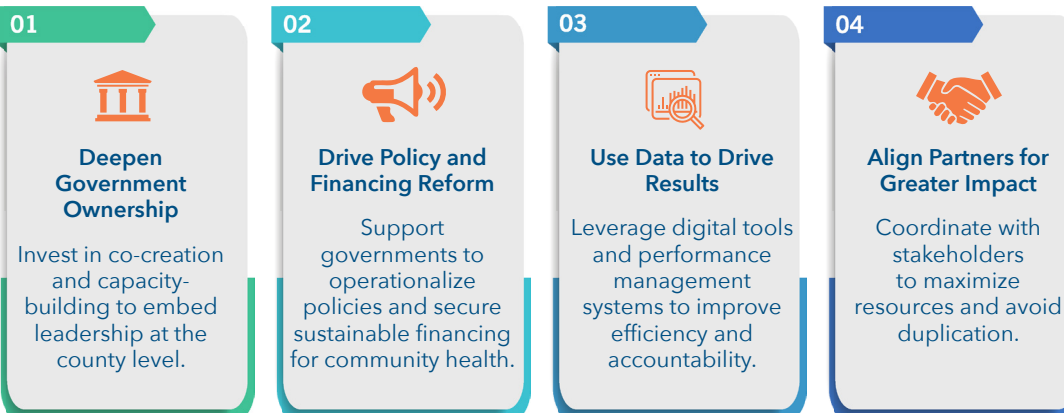 01
Deepen
Government
Ownership
Invest in co-creation
and capacity-
building to embed
leadership at the
county level.
02
Drive Policy and
Financing Reform
Support
governments to
operationalize
policies and secure
sustainable financing
for community health.
03
Use Data to Drive
Results
Leverage digital tools
and performance
management
systems to improve
efficiency and
accountability.
04
Align Partners for
Greater Impact
Coordinate with
stakeholders
to maximize
resources and avoid
duplication.